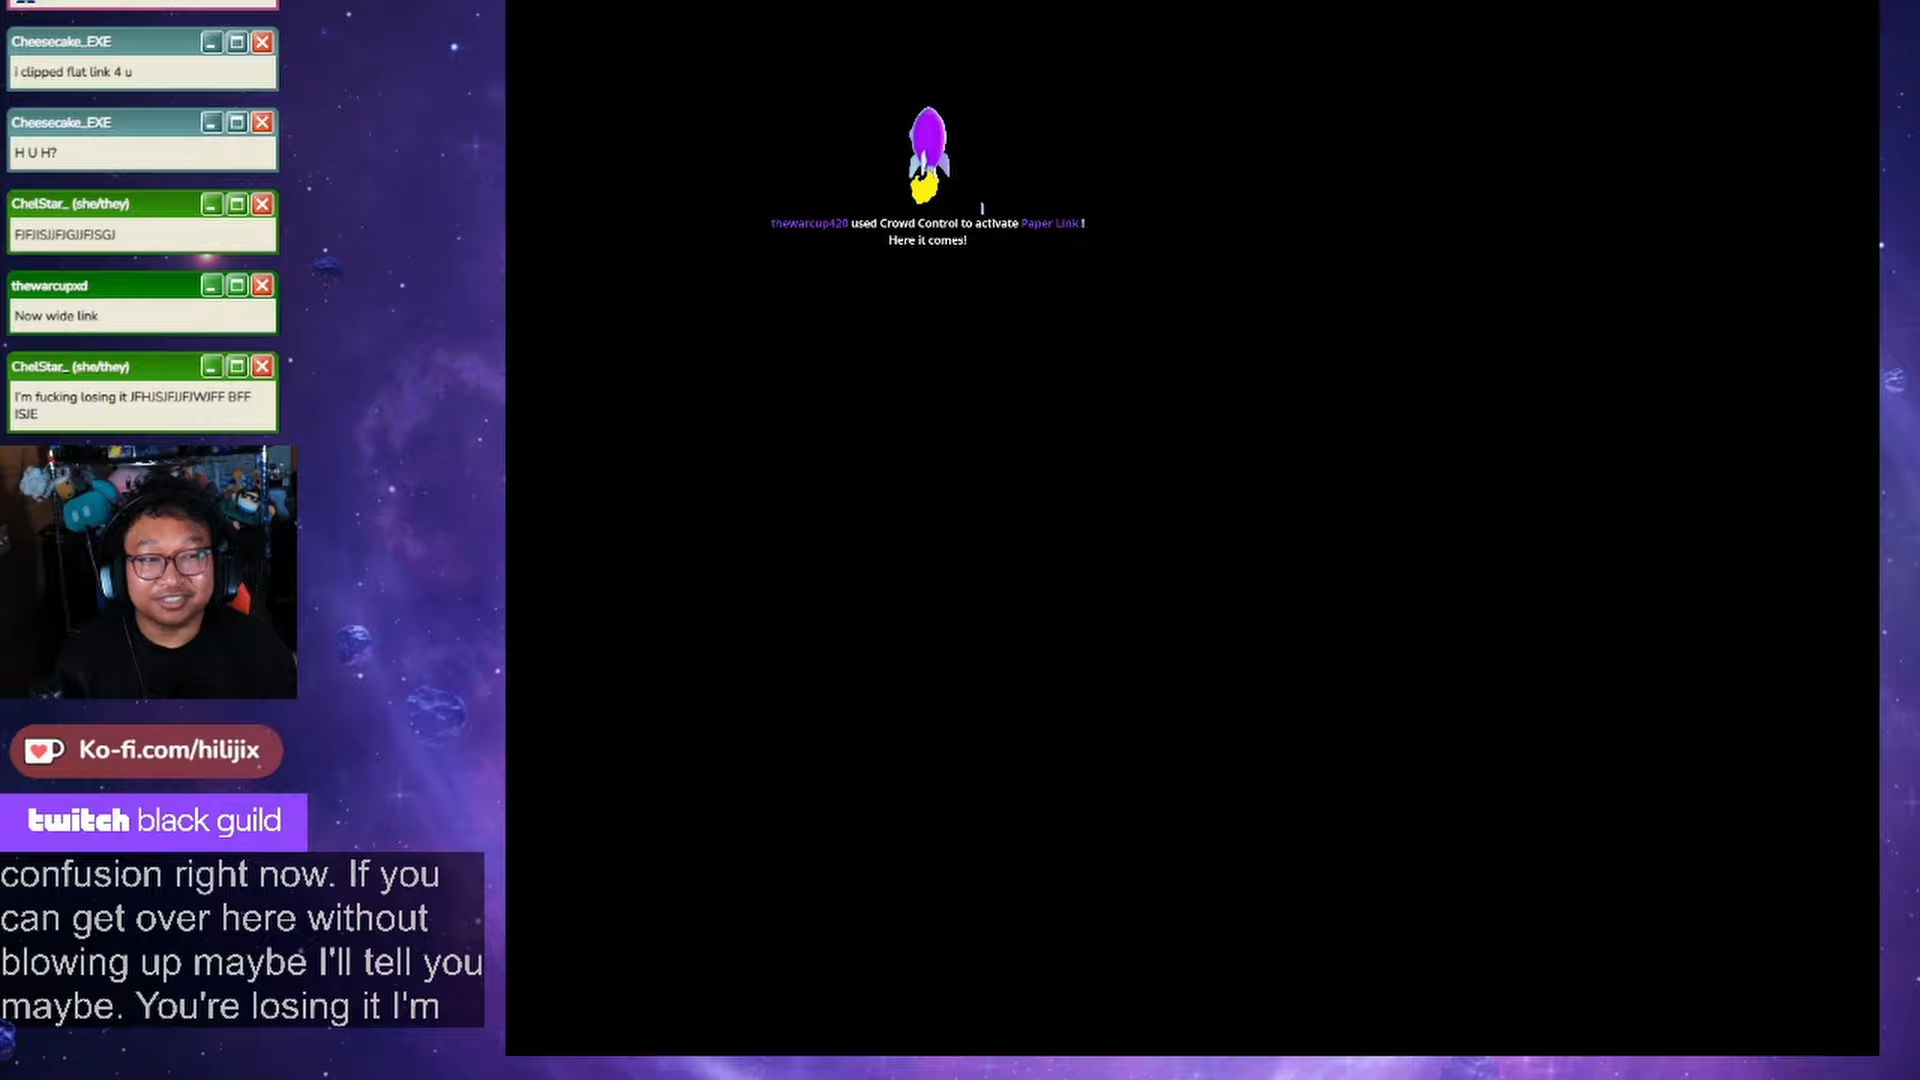 Cheesecake_EXE
i clipped flat link 4 u
Cheesecake_EXE
H U H?
ChelStar_ (she/they)
FJFJISJJFJGJJFJSGJ
thewarcupxd
Now wide link
ChelStar_ (she/they)
I'm fucking losing it JFHJSJFJJFJWJFF BFF
ISJE
thewarcup420 used Crowd Control to activate Paper Link !
Here it comes!
Ko-fi.com/hilijix
twitch black guild
confusion right now. If you
can get over here without
blowing up maybe I'll tell you
maybe. You're losing it I'm